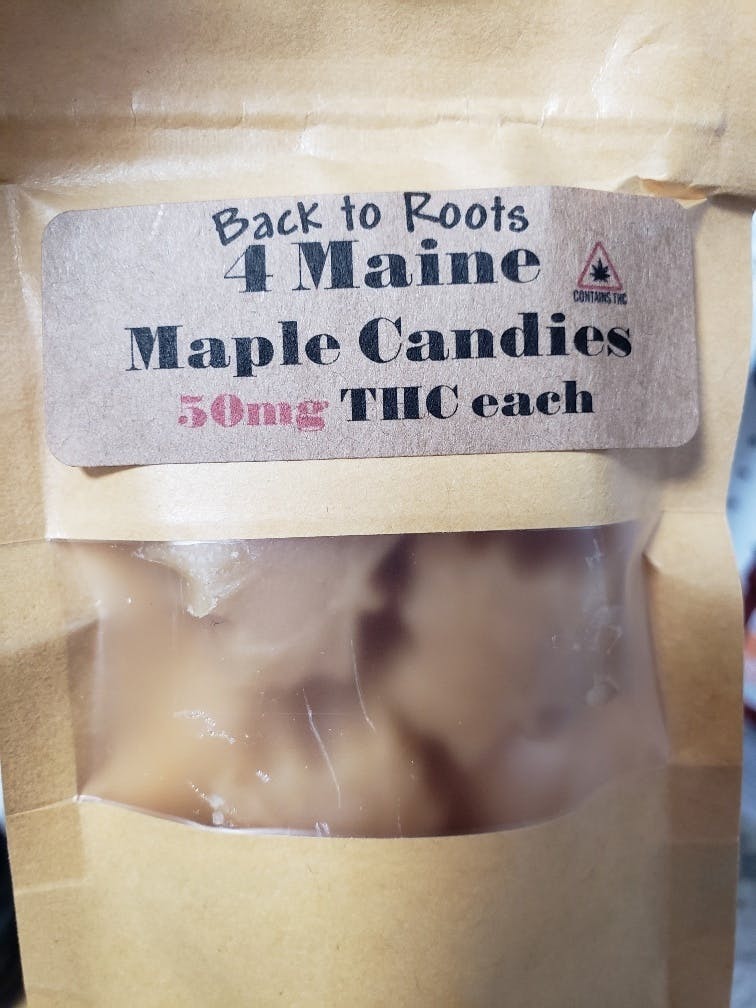 Back to Roots
4 Maine
CONTAINS THC
Maple Candies
50mg THC each